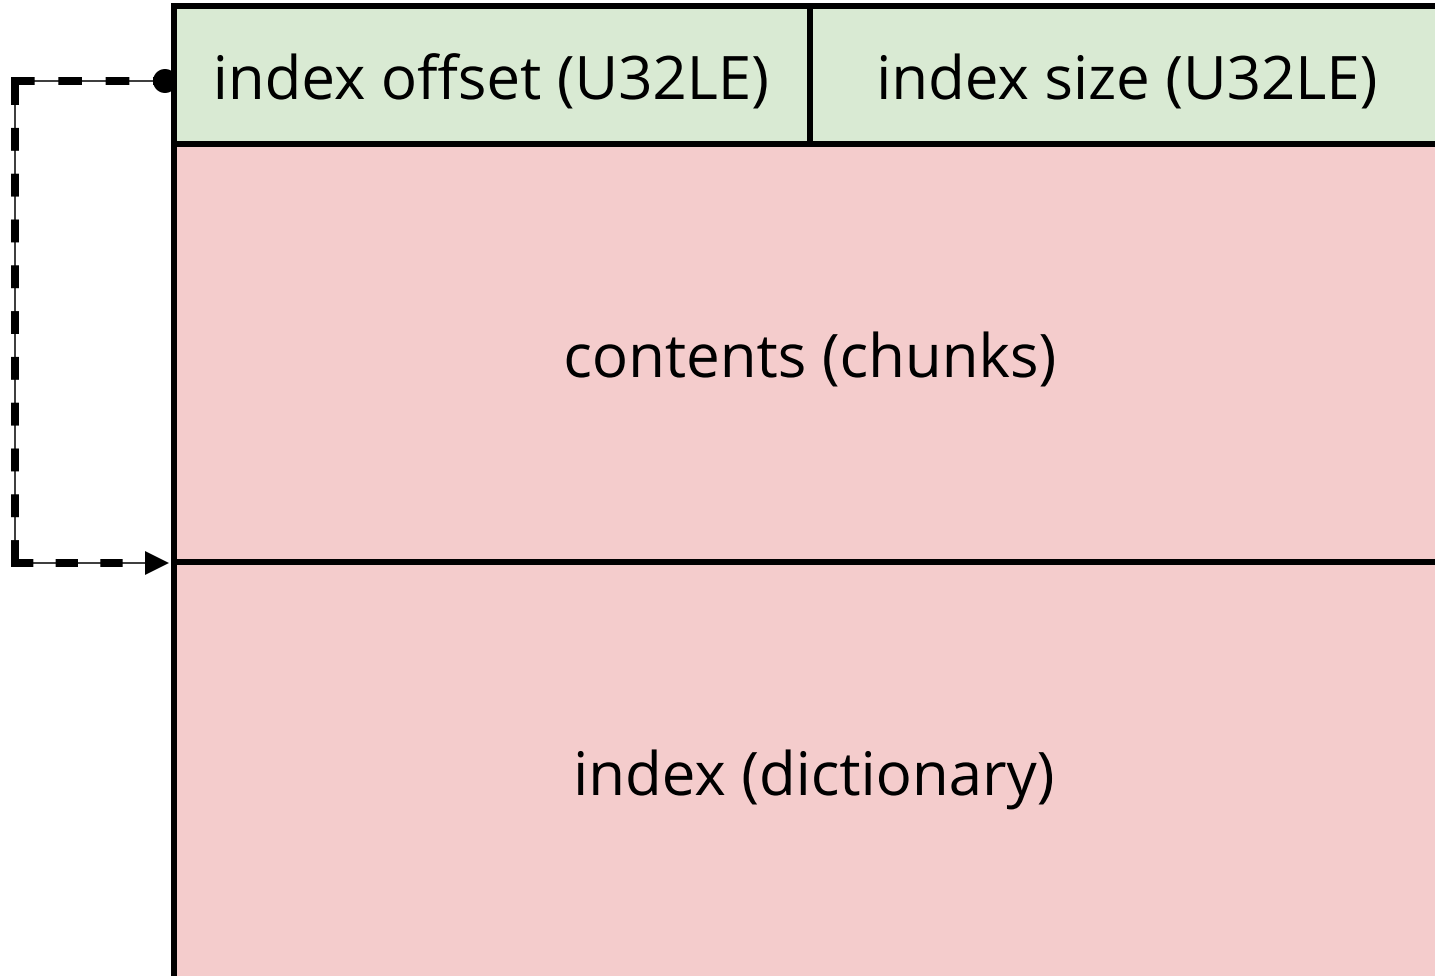 index offset (U32LE)
index size (U32LE)
contents (chunks)
index (dictionary)